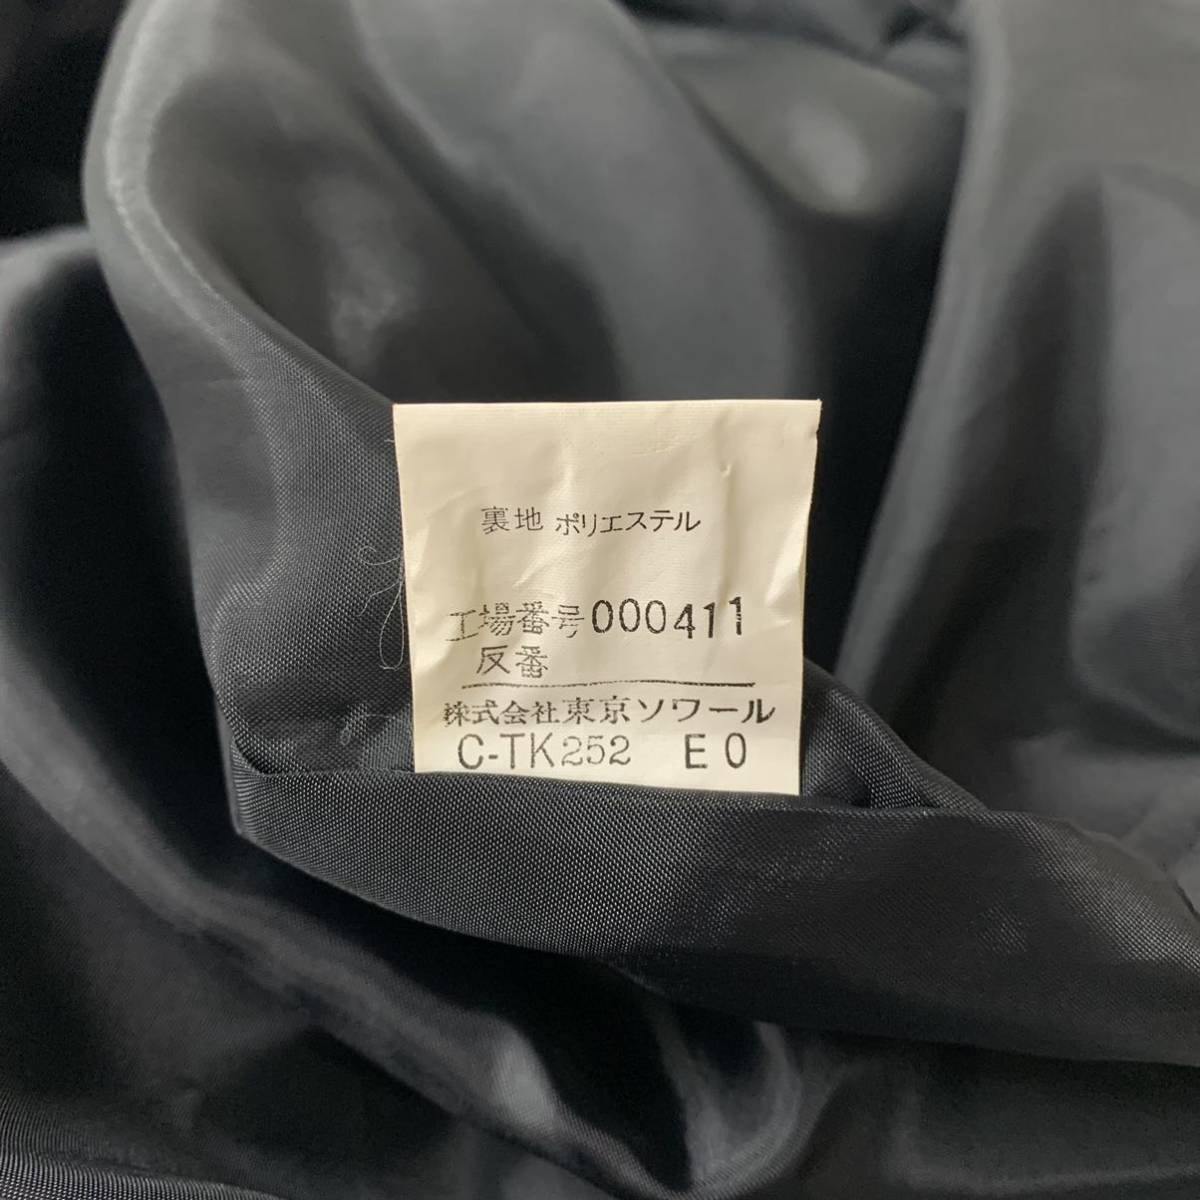 裏地 ポリエステル
工場番号000411
反番
株式会社東京ソワール
C-TK252 E0